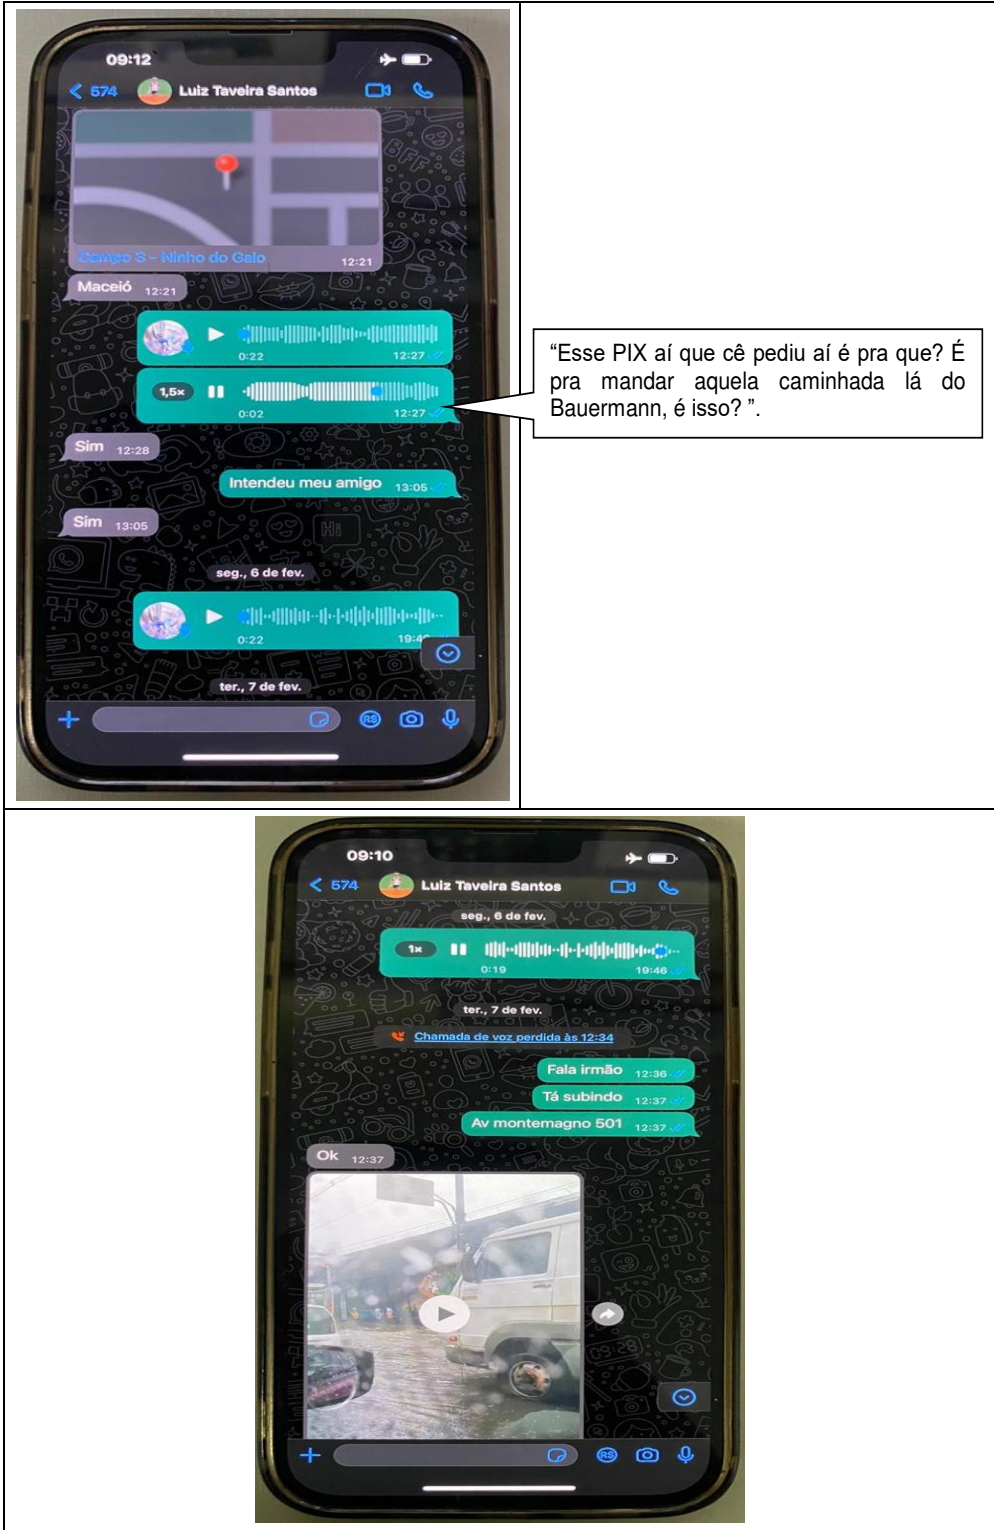 09:12
574 Luiz Taveira Santos
Campo 3 - Ninho do Galo 12:21
Maceió 12:21
0:22 12:27
1,5x
0:02 12:27
“Esse PIX aí que cê pediu aí é pra que? É
pra mandar aquela caminhada lá do
Bauermann, é isso? ”.
Sim 12:28
Intendeu meu amigo 13:05
Sim 13:05
seg., 6 de fev.
0:22
ter., 7 de fev.
09:10
574 Luiz Taveira Santos
seg., 6 de fev.
1x
0:19 19:46
ter., 7 de fev.
Chamada de voz perdida às 12:34
Fala irmão 12:36
Tá subindo 12:37
Av montemagno 501 12:37
Ok 12:37